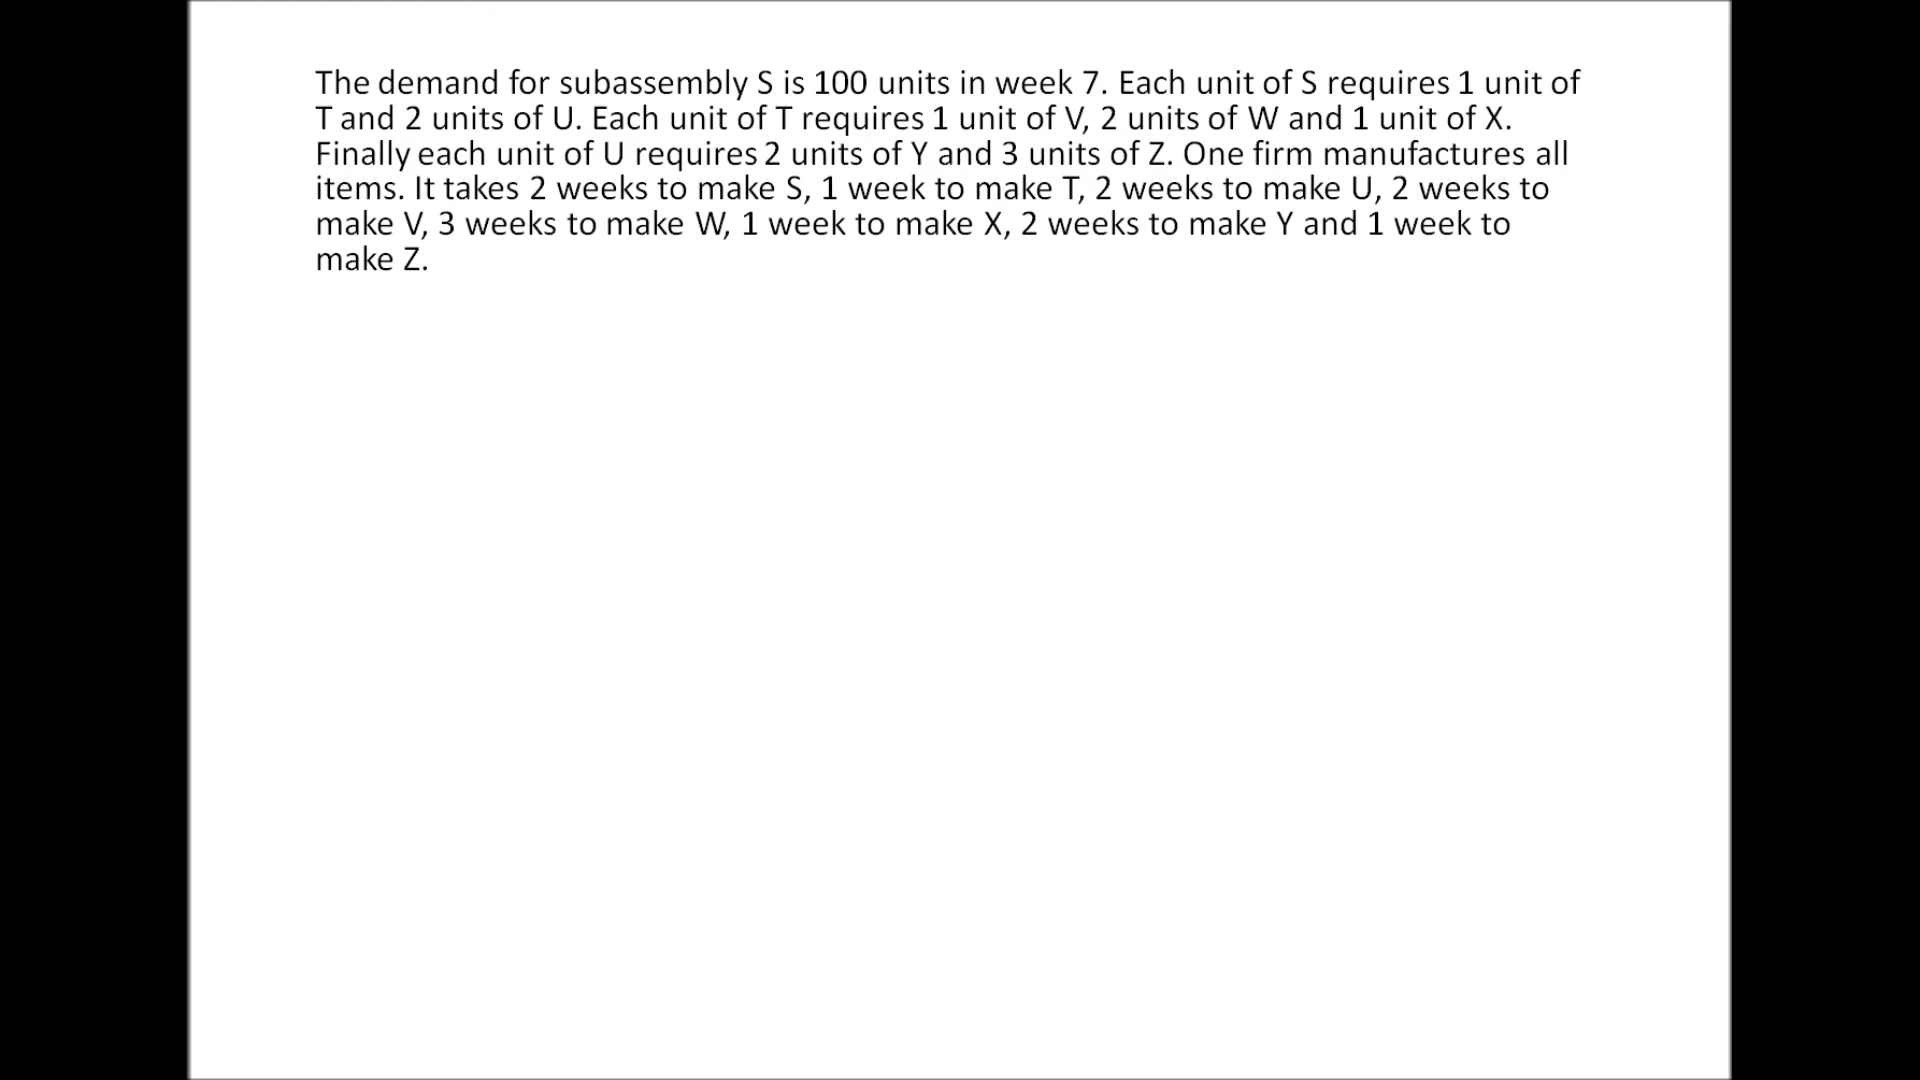 The demand for subassembly S is 100 units in week 7. Each unit of S requires 1 unit of
T and 2 units of U. Each unit of T requires 1 unit of V, 2 units of W and 1 unit of X.
Finally each unit of U requires 2 units of Y and 3 units of Z. One firm manufactures all
items. It takes 2 weeks to make S, 1 week to make T, 2 weeks to make U, 2 weeks to
make V, 3 weeks to make W, 1 week to make X, 2 weeks to make Y and 1 week to
make Z.